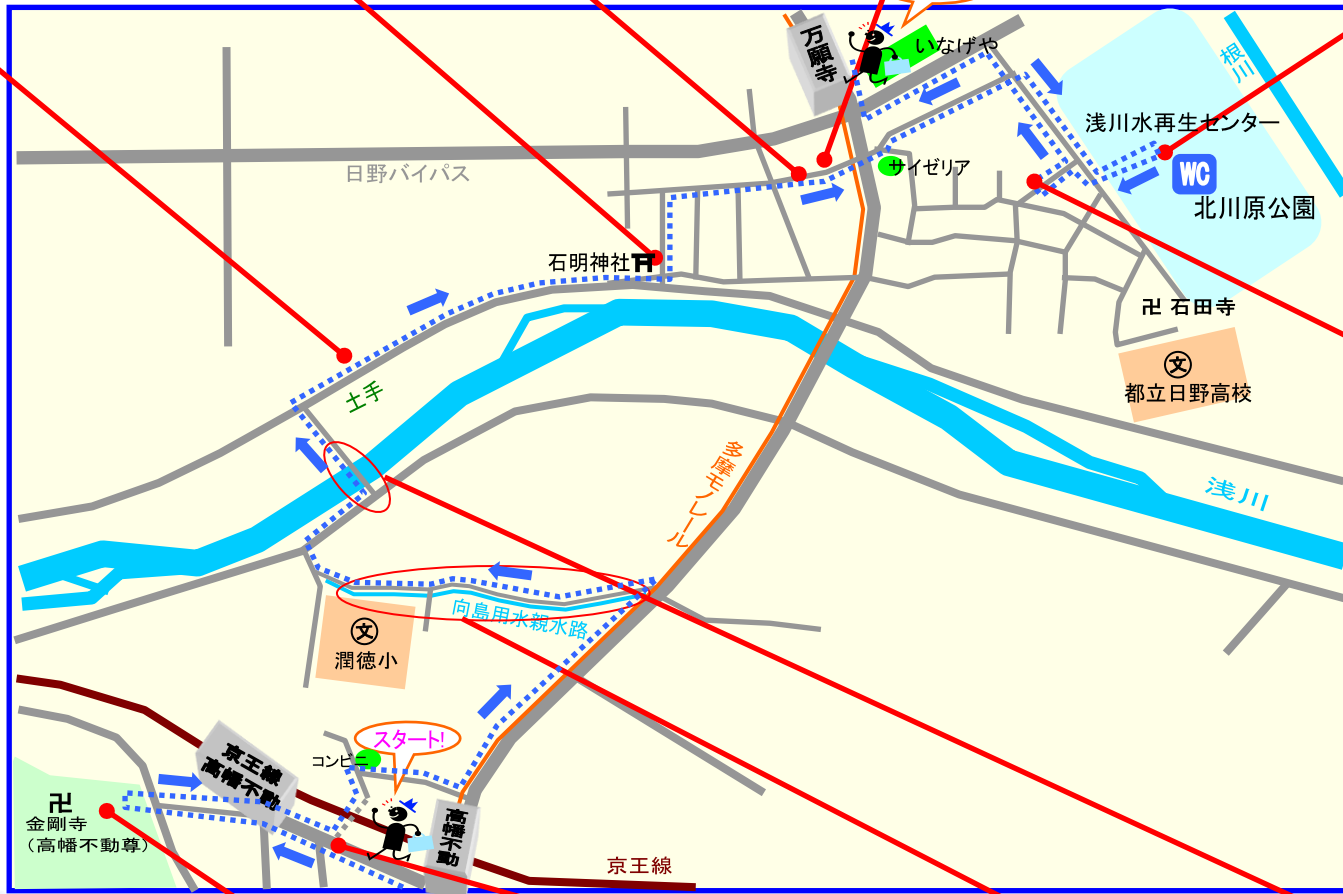 万願寺
いなげや
根川
浅川水再生センター
日野バイパス
サイゼリア
WC
北川原公園
石明神社
卍 石田寺
文
都立日野高校
土手
多摩モノレール
浅川
向島用水親水路
文
潤徳小
スタート!
コンビニ
京王線
高幡不動
卍
金剛寺
(高幡不動尊)
高幡不動
京王線